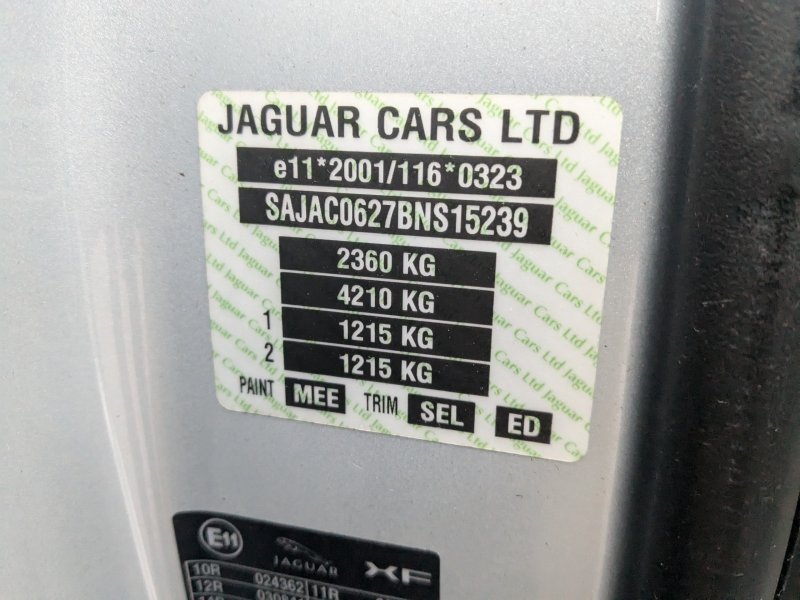 JAGUAR CARS LTD
e11*2001/116*0323
SAJAC0627BNS15239
2360 KG
4210 KG
1 1215 KG
2 1215 KG
PAINT MEE TRIM SEL ED
E11 JAGUAR XF
10R 024362 11R
12R